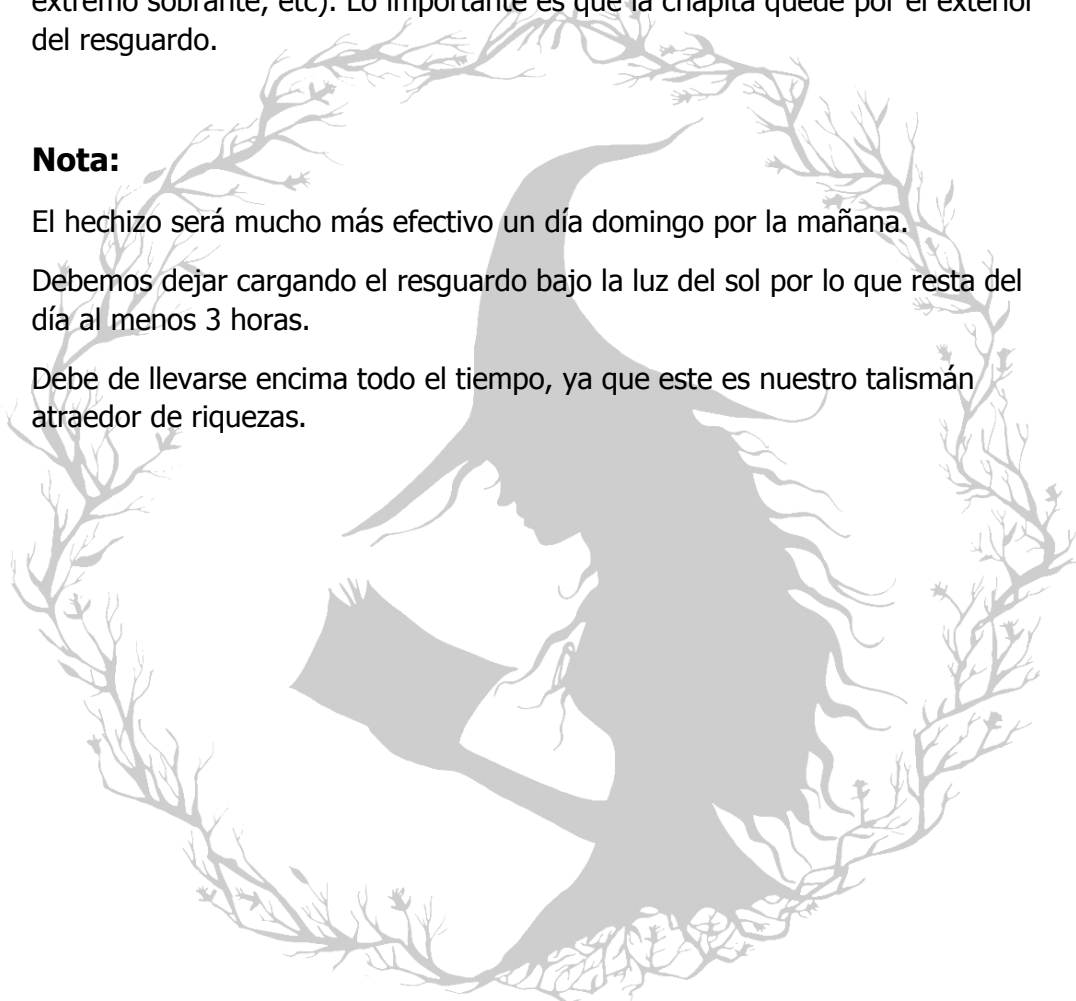 extremo sobrante, etc). Lo importante es que la chapita quede por el exterior
del resguardo.
Nota:
El hechizo será mucho más efectivo un día domingo por la mañana.
Debemos dejar cargando el resguardo bajo la luz del sol por lo que resta del
día al menos 3 horas.
Debe de llevarse encima todo el tiempo, ya que este es nuestro talismán
atraedor de riquezas.